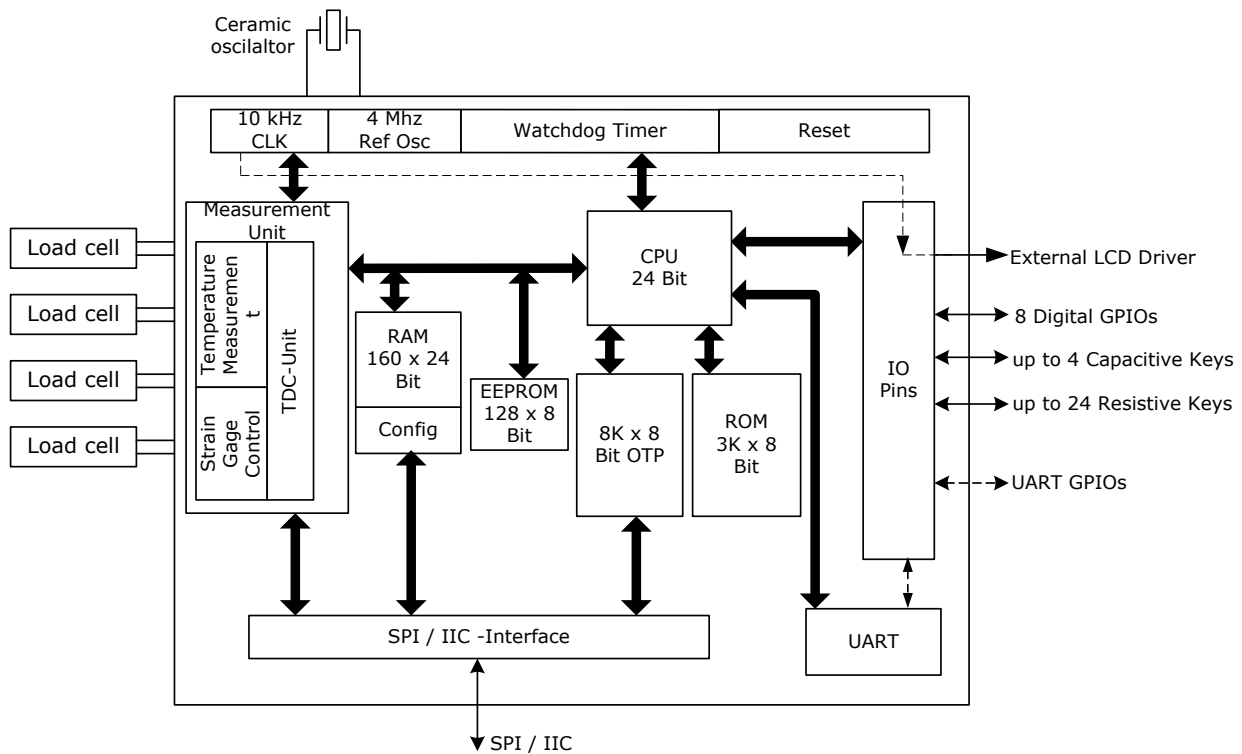 Ceramic
oscilaltor
10 kHz
CLK
4 Mhz
Ref Osc
Watchdog Timer
Reset
Measurement
Unit
Temperature
Measuremen
t
Strain
Gage
Control
TDC-Unit
Load cell
Load cell
Load cell
Load cell
CPU
24 Bit
RAM
160 x 24
Bit
Config
EEPROM
128 x 8
Bit
8K x 8
Bit OTP
ROM
3K x 8
Bit
IO
Pins
External LCD Driver
8 Digital GPIOs
up to 4 Capacitive Keys
up to 24 Resistive Keys
UART GPIOs
SPI / IIC -Interface
UART
SPI / IIC